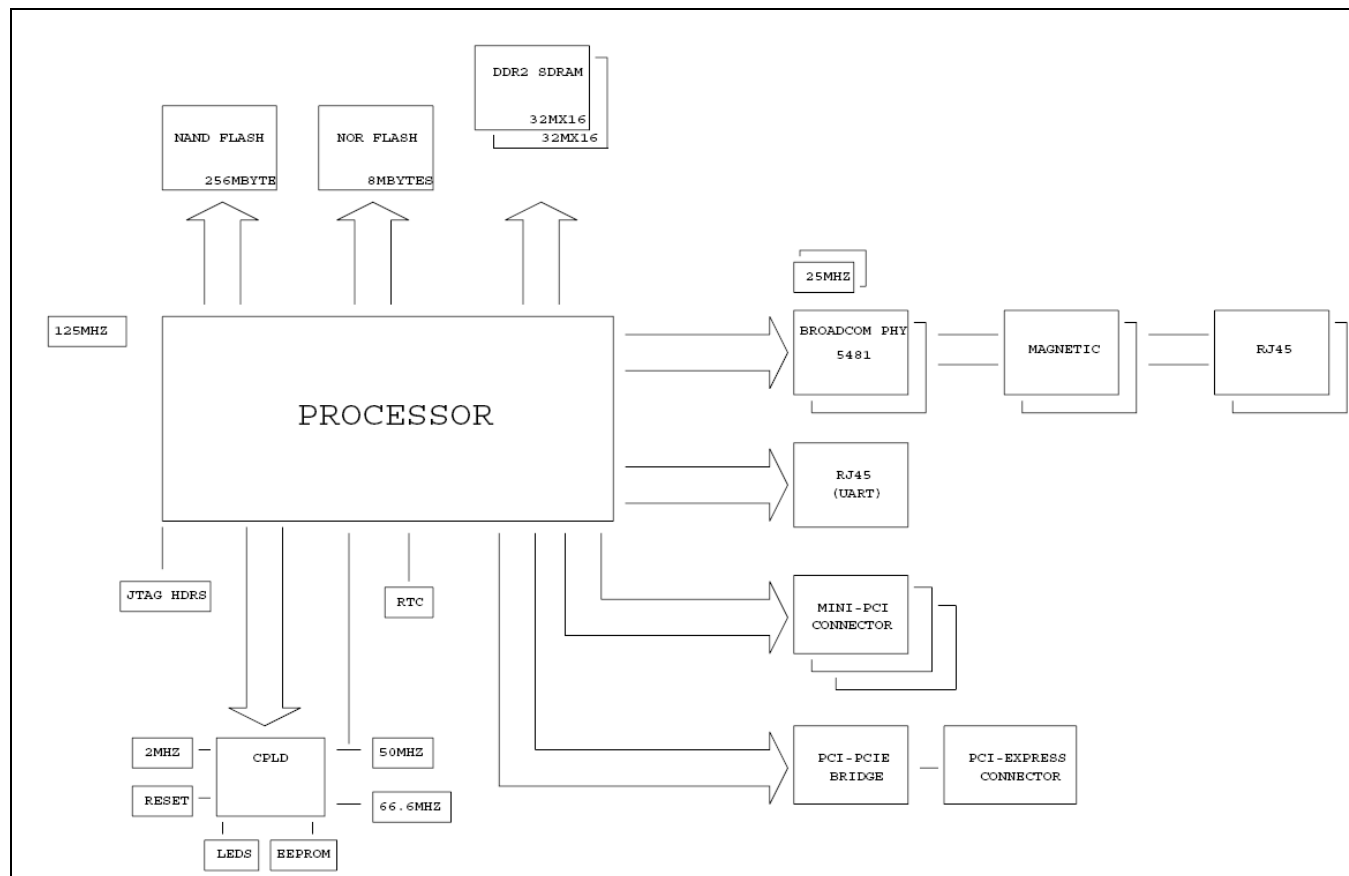 DDR2 SDRAM
32MX16
32MX16
NAND FLASH
256MBYTE
NOR FLASH
8MBYTES
25MHZ
125MHZ
PROCESSOR
BROADCOM PHY
5481
MAGNETIC
RJ45
RJ45
(UART)
JTAG HDRS
RTC
MINI-PCI
CONNECTOR
2MHZ
CPLD
50MHZ
RESET
66.6MHZ
LEDS
EEPROM
PCI-PCIE
BRIDGE
PCI-EXPRESS
CONNECTOR